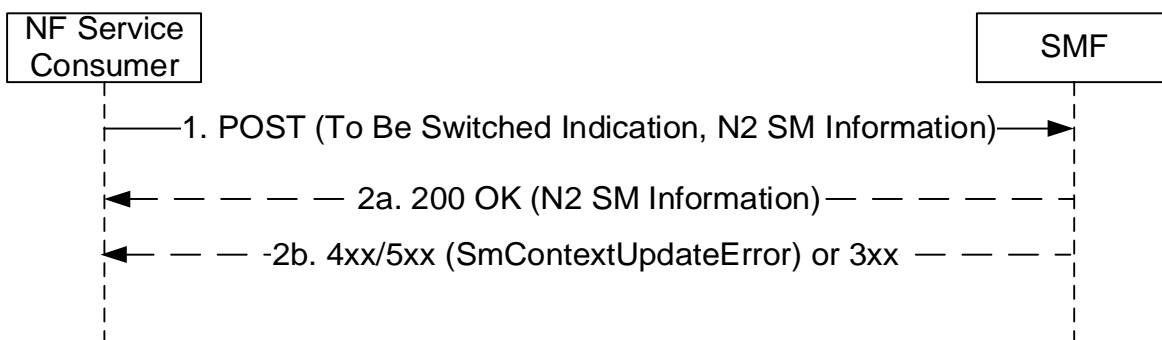 NF Service
Consumer
SMF
1. POST (To Be Switched Indication, N2 SM Information)
2a. 200 OK (N2 SM Information)
2b. 4xx/5xx (SmContextUpdateError) or 3xx